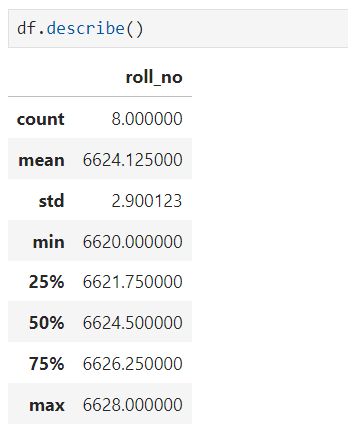 df.describe()
roll_no
count 8.000000
mean 6624.125000
std 2.900123
min 6620.000000
25% 6621.750000
50% 6624.500000
75% 6626.250000
max 6628.000000